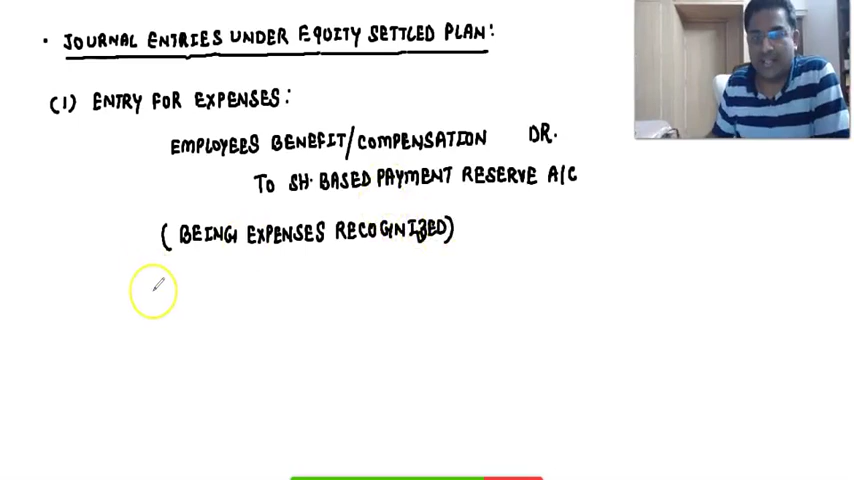 • JOURNAL ENTRIES UNDER EQUITY SETTLED PLAN:
(1) ENTRY FOR EXPENSES:
EMPLOYEES BENEFIT/COMPENSATION DR.
TO SH. BASED PAYMENT RESERVE A/C
(BEING EXPENSES RECOGNIZED)